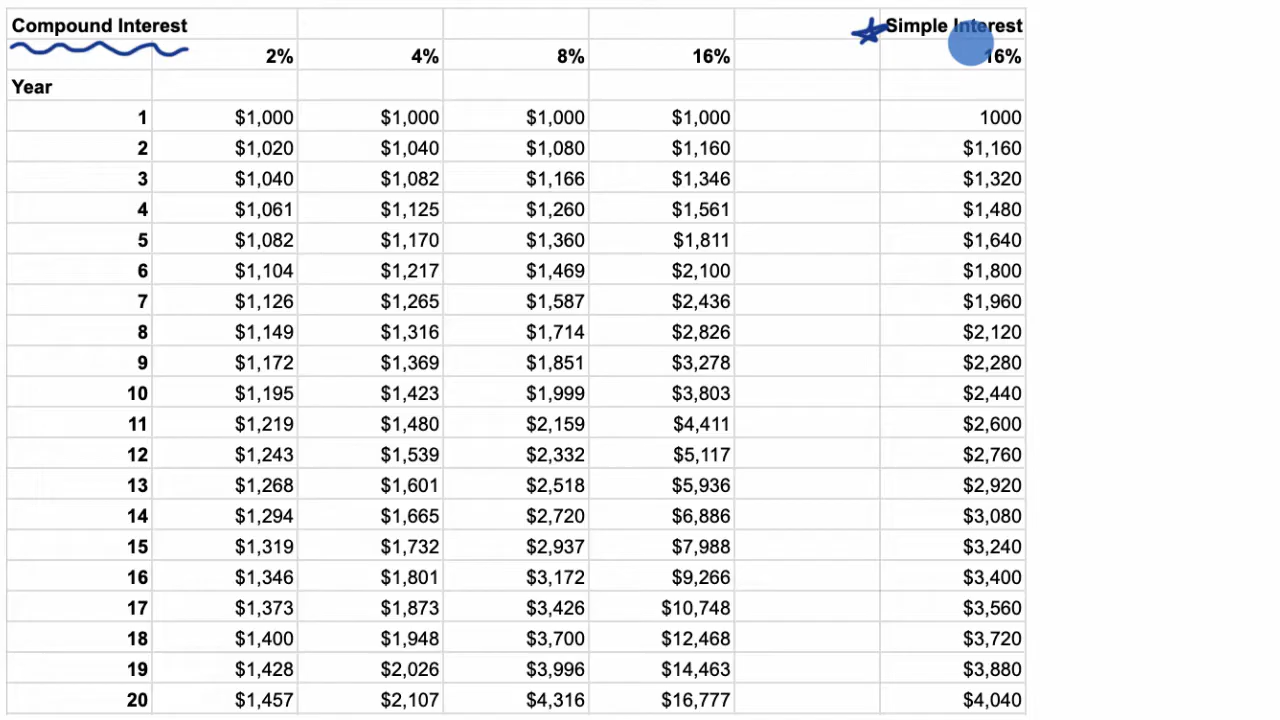 Compound Interest Simple Interest
2% 4% 8% 16% 16%
Year
1 $1,000 $1,000 $1,000 $1,000 1000
2 $1,020 $1,040 $1,080 $1,160 $1,160
3 $1,040 $1,082 $1,166 $1,346 $1,320
4 $1,061 $1,125 $1,260 $1,561 $1,480
5 $1,082 $1,170 $1,360 $1,811 $1,640
6 $1,104 $1,217 $1,469 $2,100 $1,800
7 $1,126 $1,265 $1,587 $2,436 $1,960
8 $1,149 $1,316 $1,714 $2,826 $2,120
9 $1,172 $1,369 $1,851 $3,278 $2,280
10 $1,195 $1,423 $1,999 $3,803 $2,440
11 $1,219 $1,480 $2,159 $4,411 $2,600
12 $1,243 $1,539 $2,332 $5,117 $2,760
13 $1,268 $1,601 $2,518 $5,936 $2,920
14 $1,294 $1,665 $2,720 $6,886 $3,080
15 $1,319 $1,732 $2,937 $7,988 $3,240
16 $1,346 $1,801 $3,172 $9,266 $3,400
17 $1,373 $1,873 $3,426 $10,748 $3,560
18 $1,400 $1,948 $3,700 $12,468 $3,720
19 $1,428 $2,026 $3,996 $14,463 $3,880
20 $1,457 $2,107 $4,316 $16,777 $4,040